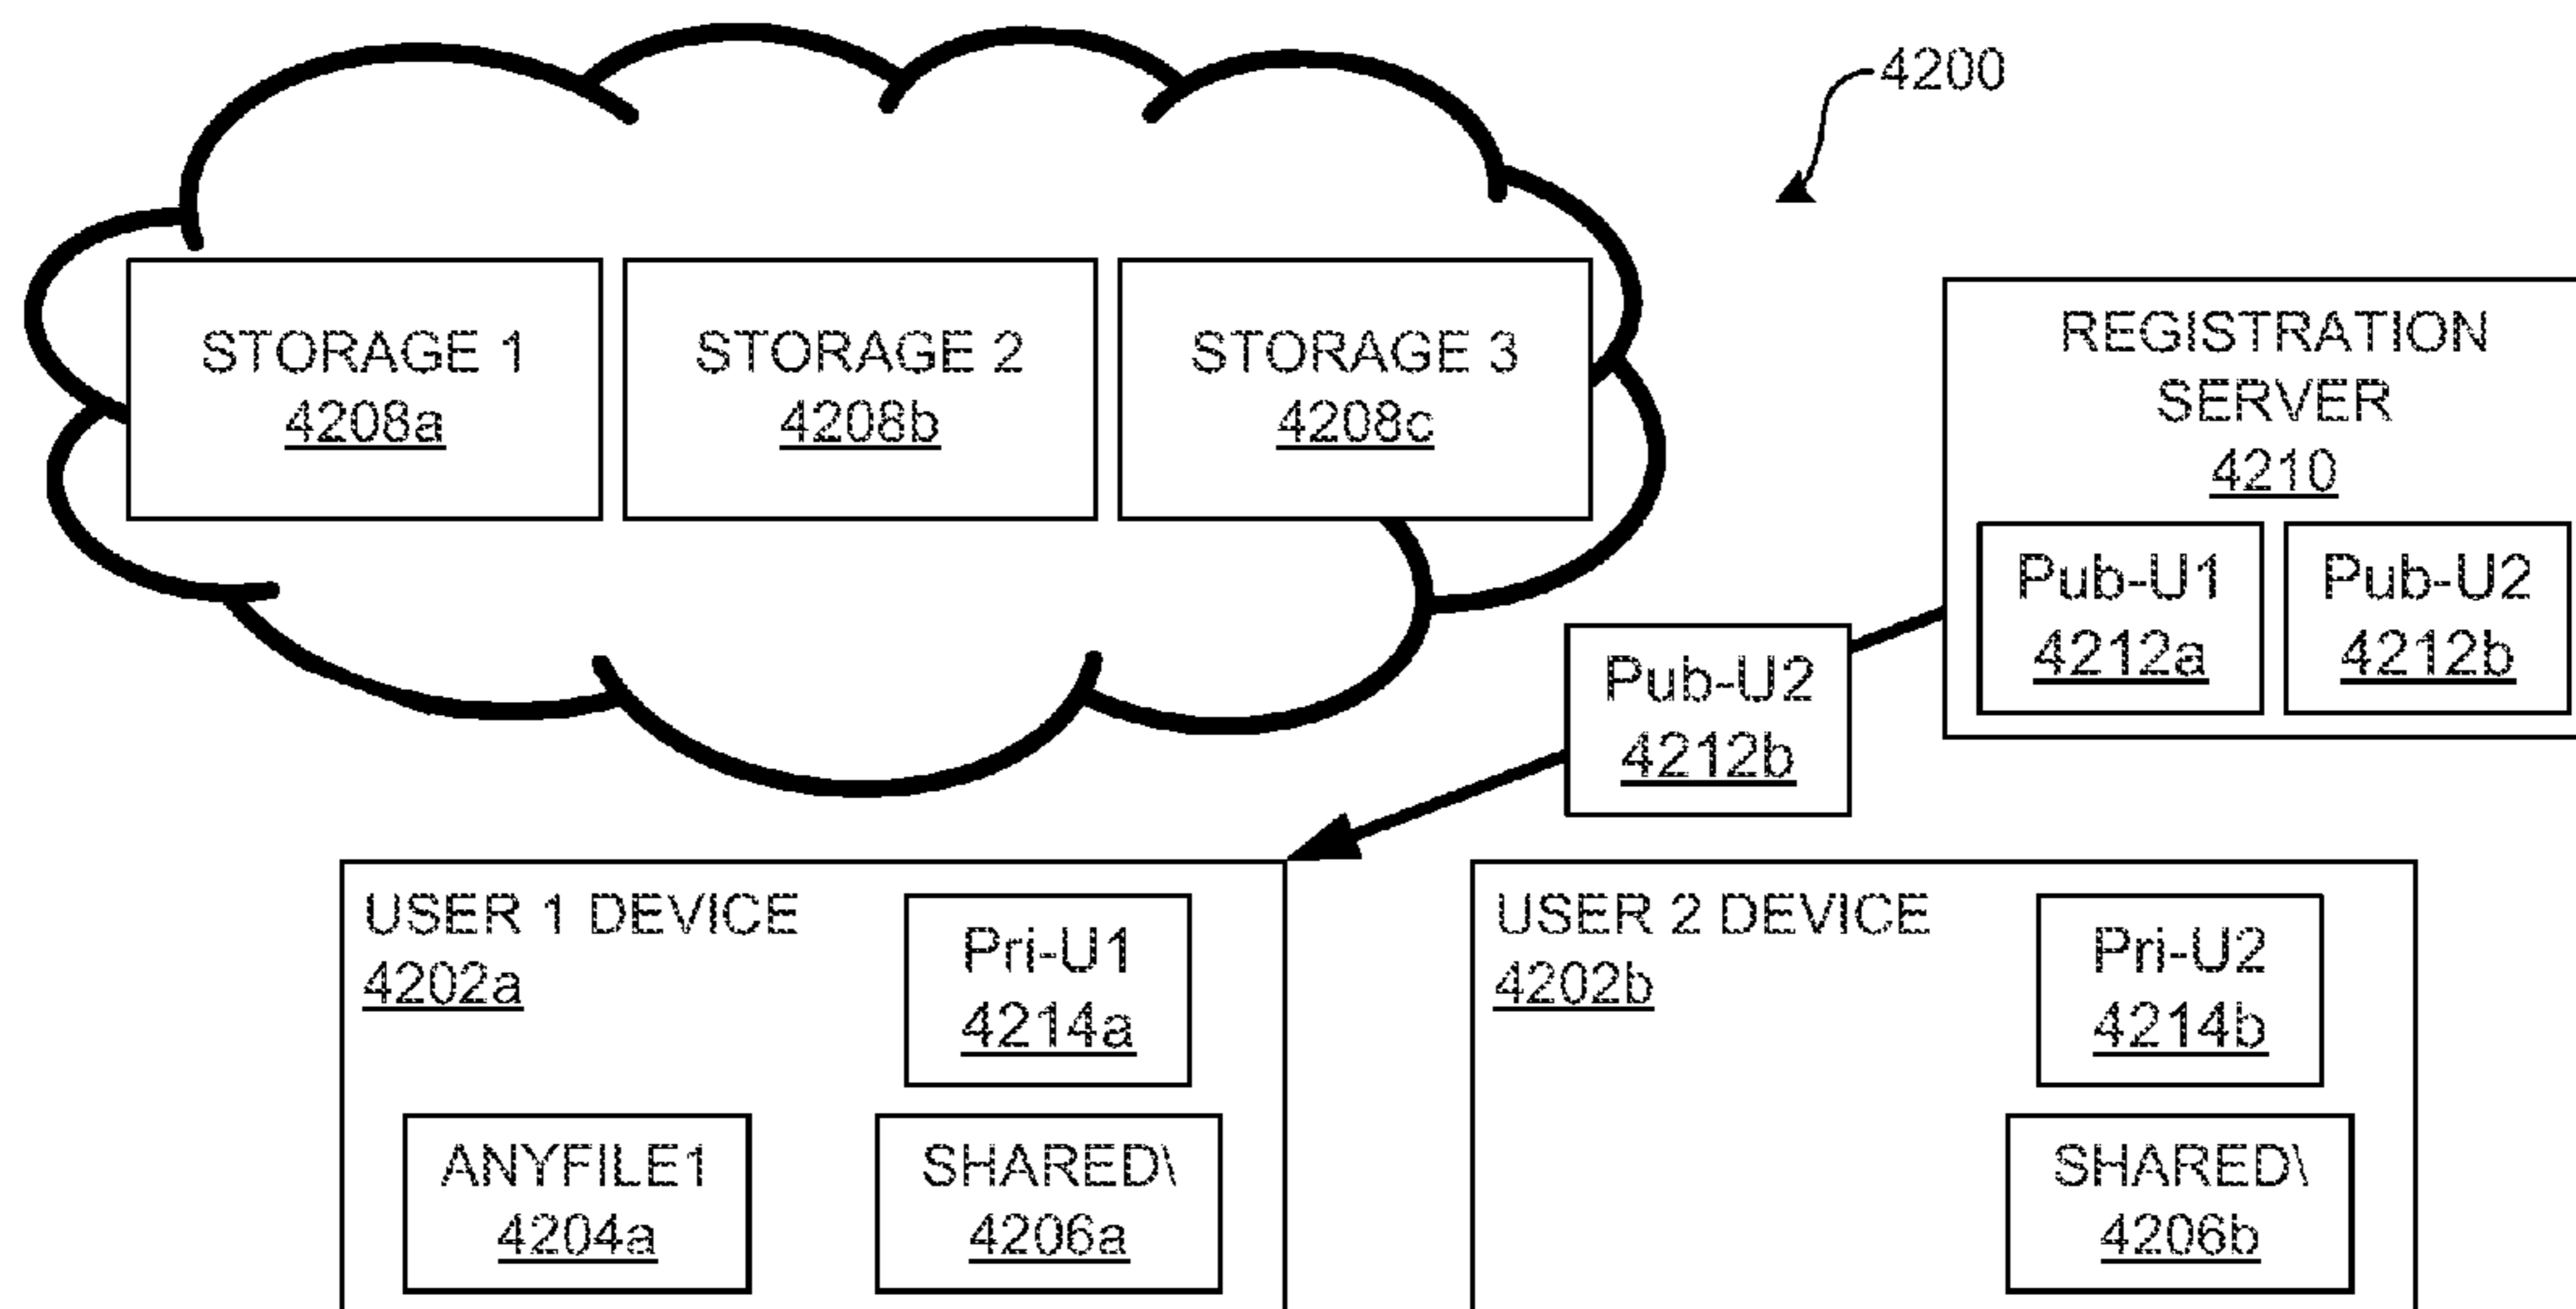 4200
STORAGE 1
4208a
STORAGE 2
4208b
STORAGE 3
4208c
REGISTRATION
SERVER
4210
Pub-U1
4212a
Pub-U2
4212b
Pub-U2
4212b
USER 1 DEVICE
4202a
Pri-U1
4214a
ANYFILE1
4204a
SHARED\
4206a
USER 2 DEVICE
4202b
Pri-U2
4214b
SHARED\
4206b